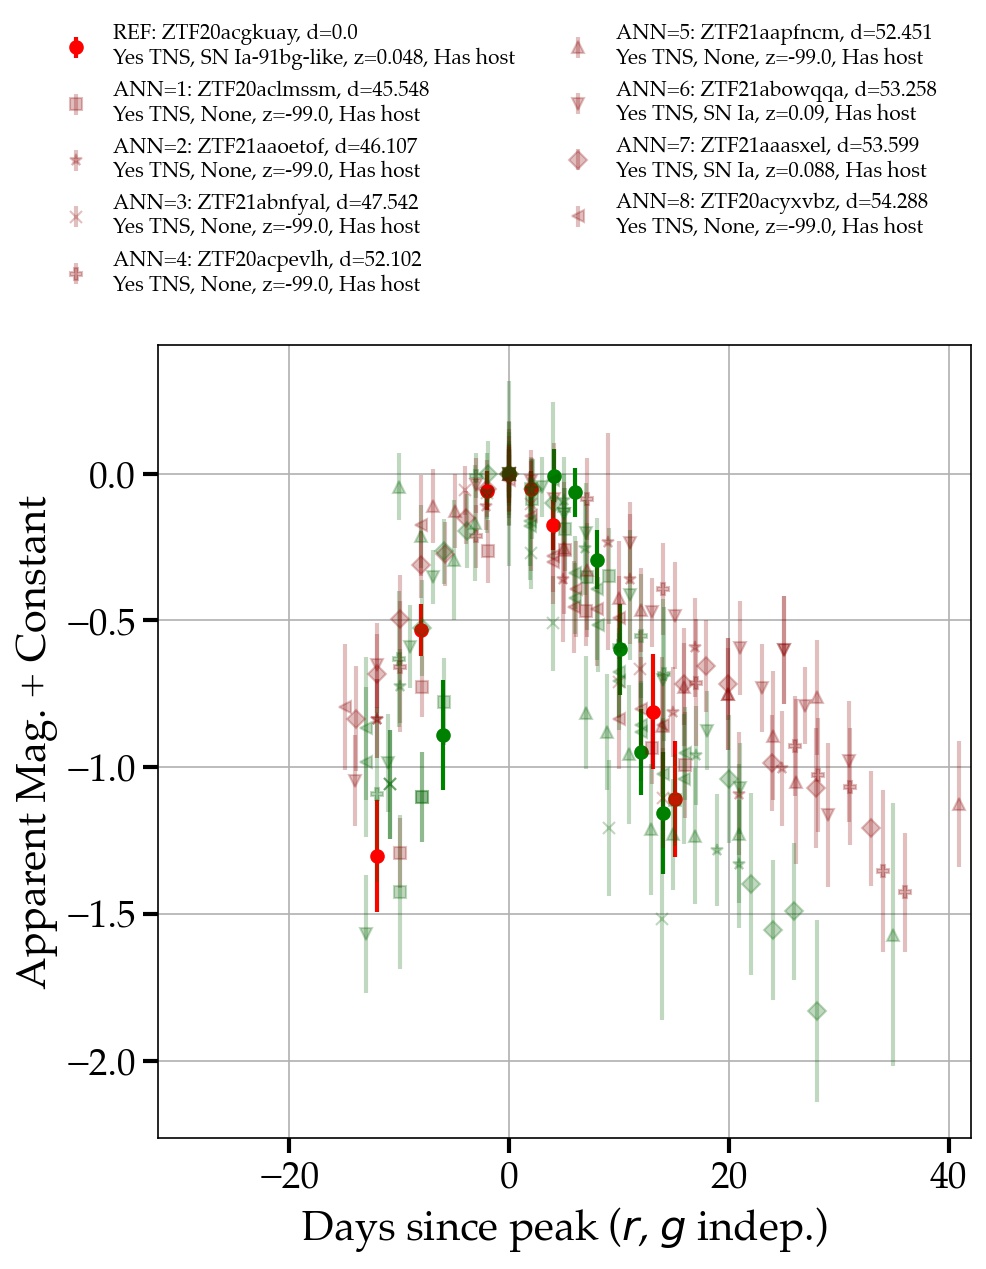 REF: ZTF20acgkuay, d=0.0
Yes TNS, SN Ia-91bg-like, z=0.048, Has host
ANN=1: ZTF20aclmssm, d=45.548
Yes TNS, None, z=-99.0, Has host
ANN=2: ZTF21aaoetof, d=46.107
Yes TNS, None, z=-99.0, Has host
ANN=3: ZTF21abnfyal, d=47.542
Yes TNS, None, z=-99.0, Has host
ANN=4: ZTF20acpevlh, d=52.102
Yes TNS, None, z=-99.0, Has host
ANN=5: ZTF21aapfncm, d=52.451
Yes TNS, None, z=-99.0, Has host
ANN=6: ZTF21abowqqa, d=53.258
Yes TNS, SN Ia, z=0.09, Has host
ANN=7: ZTF21aaasxel, d=53.599
Yes TNS, SN Ia, z=0.088, Has host
ANN=8: ZTF20acyxvbz, d=54.288
Yes TNS, None, z=-99.0, Has host
Apparent Mag. + Constant
0.0
−0.5
−1.0
−1.5
−2.0
−20
0
20
40
Days since peak (r, g indep.)